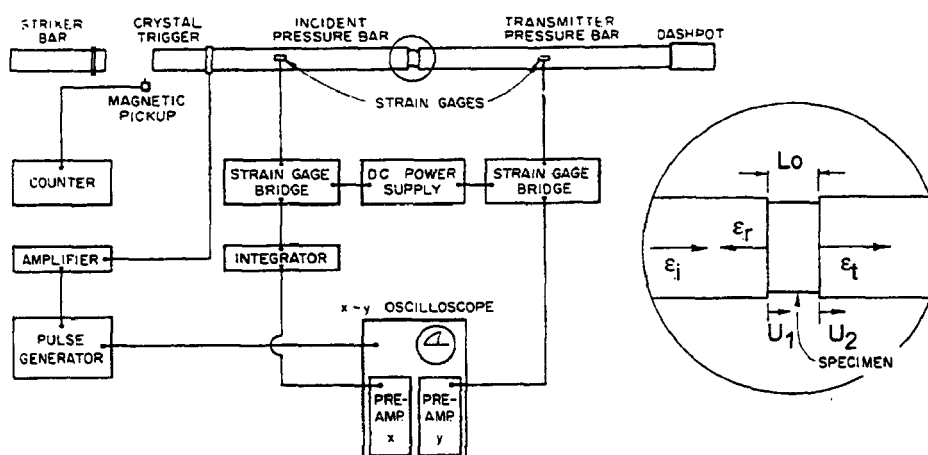 STRIKER
BAR
CRYSTAL
TRIGGER
INCIDENT
PRESSURE BAR
TRANSMITTER
PRESSURE BAR
DASHPOT
MAGNETIC
PICKUP
STRAIN GAGES
COUNTER
STRAIN GAGE
BRIDGE
DC POWER
SUPPLY
STRAIN GAGE
BRIDGE
AMPLIFIER
INTEGRATOR
x-y OSCILLOSCOPE
PULSE
GENERATOR
PRE-
AMP
x
PRE-
AMP
y
Lo
εi
εr
εt
U1
U2
SPECIMEN